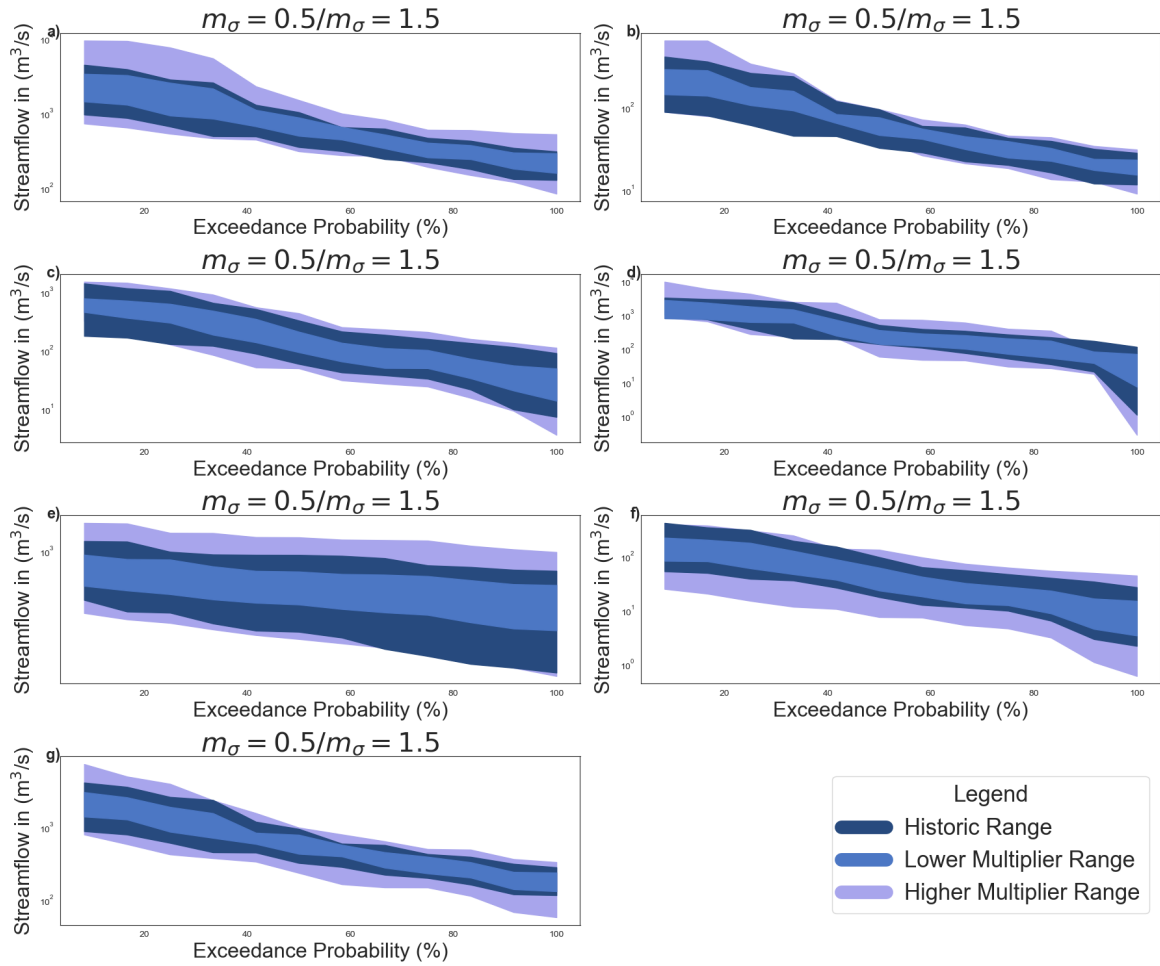 a) m_σ = 0.5/m_σ = 1.5
Streamflow in (m³/s)
10³
10²
20 40 60 80 100
Exceedance Probability (%)
b) m_σ = 0.5/m_σ = 1.5
Streamflow in (m³/s)
10²
10¹
20 40 60 80 100
Exceedance Probability (%)
c) m_σ = 0.5/m_σ = 1.5
Streamflow in (m³/s)
10³
10²
10¹
20 40 60 80 100
Exceedance Probability (%)
d) m_σ = 0.5/m_σ = 1.5
Streamflow in (m³/s)
10³
10²
10¹
10⁰
20 40 60 80 100
Exceedance Probability (%)
e) m_σ = 0.5/m_σ = 1.5
Streamflow in (m³/s)
10³
20 40 60 80 100
Exceedance Probability (%)
f) m_σ = 0.5/m_σ = 1.5
Streamflow in (m³/s)
10²
10¹
10⁰
20 40 60 80 100
Exceedance Probability (%)
g) m_σ = 0.5/m_σ = 1.5
Streamflow in (m³/s)
10³
10²
20 40 60 80 100
Exceedance Probability (%)
Legend
Historic Range
Lower Multiplier Range
Higher Multiplier Range